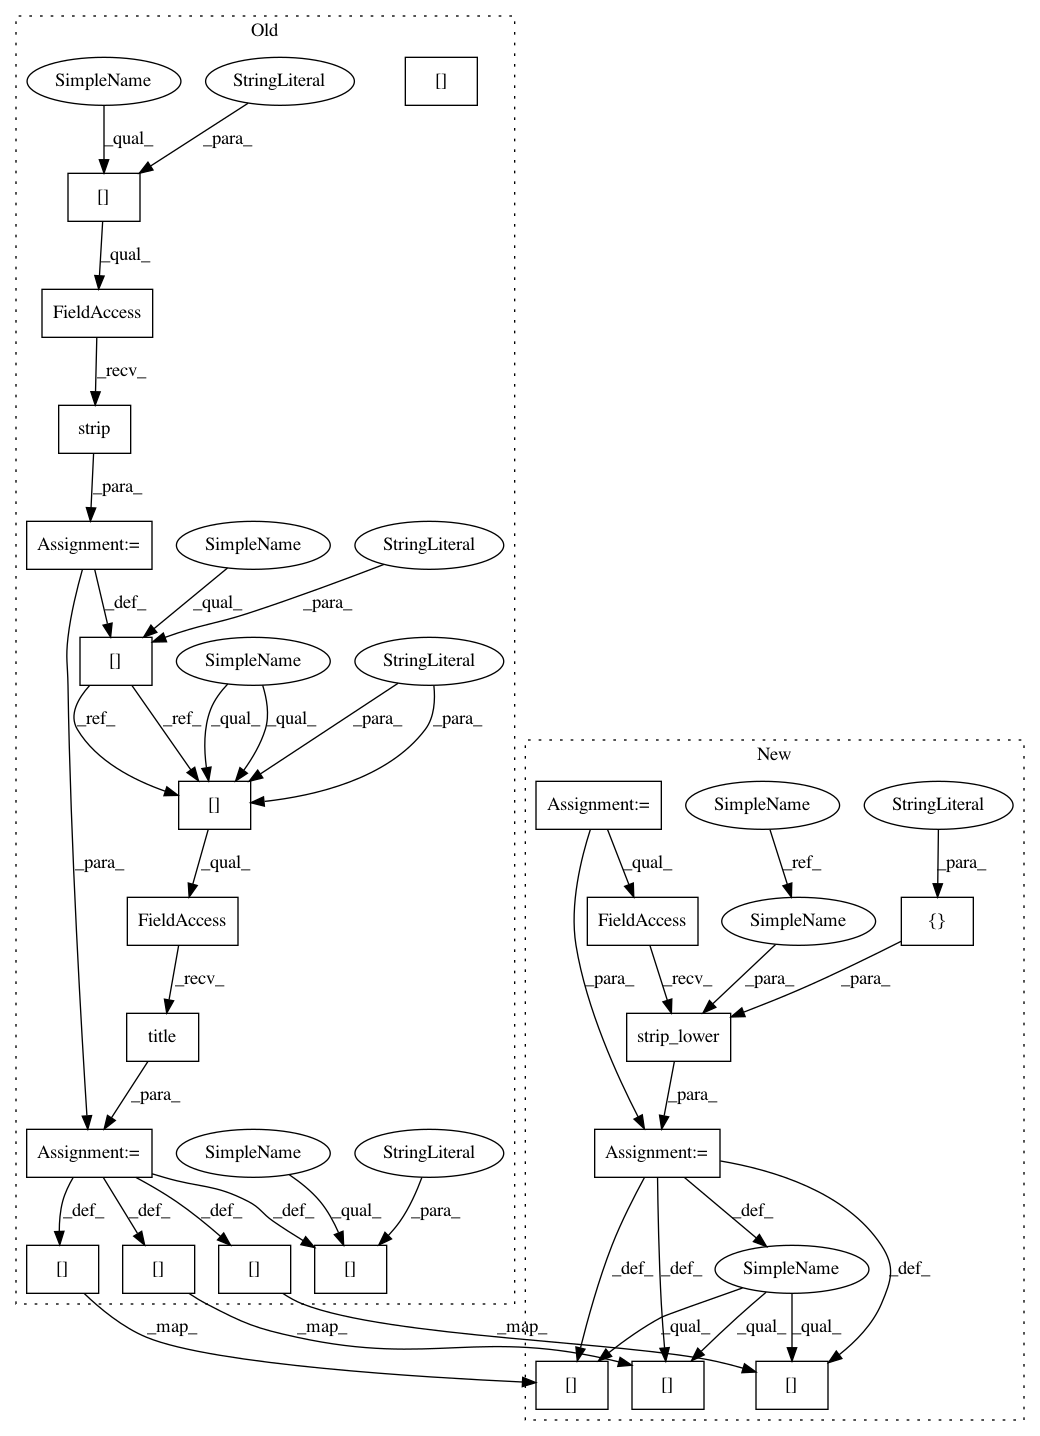 Old
SimpleName
StringLiteral
[]
_qual_
_para_
[]
_qual_
FieldAccess
_recv_
strip
_para_
Assignment:=
SimpleName
StringLiteral
_def_
_qual_
_para_
[]
SimpleName
StringLiteral
_ref_
_ref_
_qual_
_qual_
_para_
_para_
[]
_para_
_qual_
FieldAccess
_recv_
title
_para_
Assignment:=
SimpleName
StringLiteral
_def_
_def_
_def_
_def_
_qual_
_para_
[]
[]
[]
[]
_map_
_map_
_map_
New
Assignment:=
SimpleName
StringLiteral
_qual_
_ref_
_para_
FieldAccess
SimpleName
{}
_para_
_recv_
_para_
_para_
strip_lower
_para_
Assignment:=
_def_
_def_
_def_
SimpleName
_def_
_qual_
_qual_
_qual_
[]
[]
[]